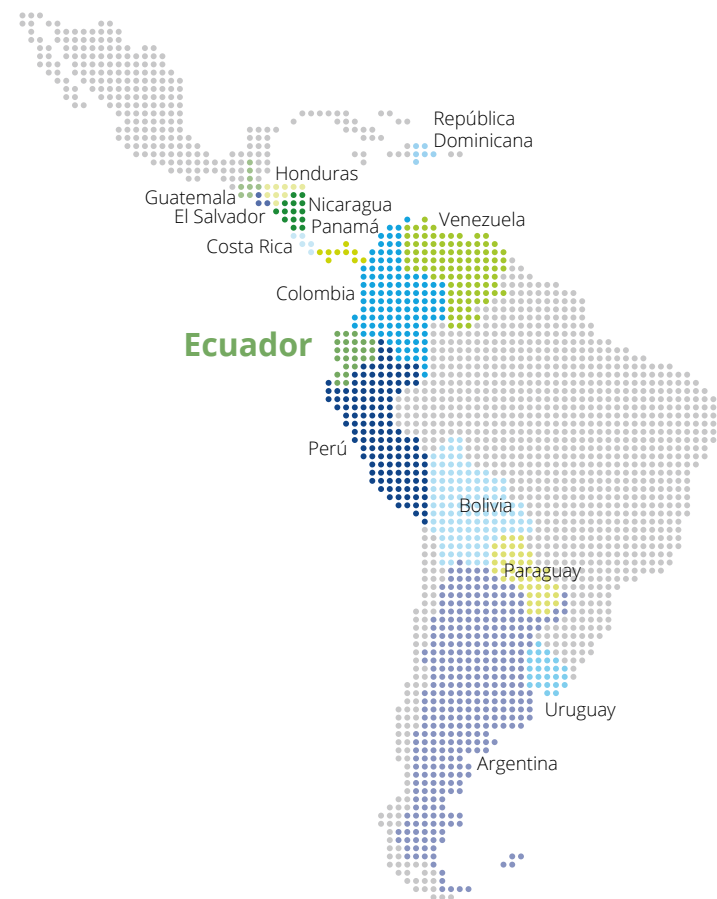 República
Dominicana
Honduras
Guatemala
Nicaragua
El Salvador
Panamá
Venezuela
Costa Rica
Colombia
Ecuador
Perú
Bolivia
Paraguay
Uruguay
Argentina